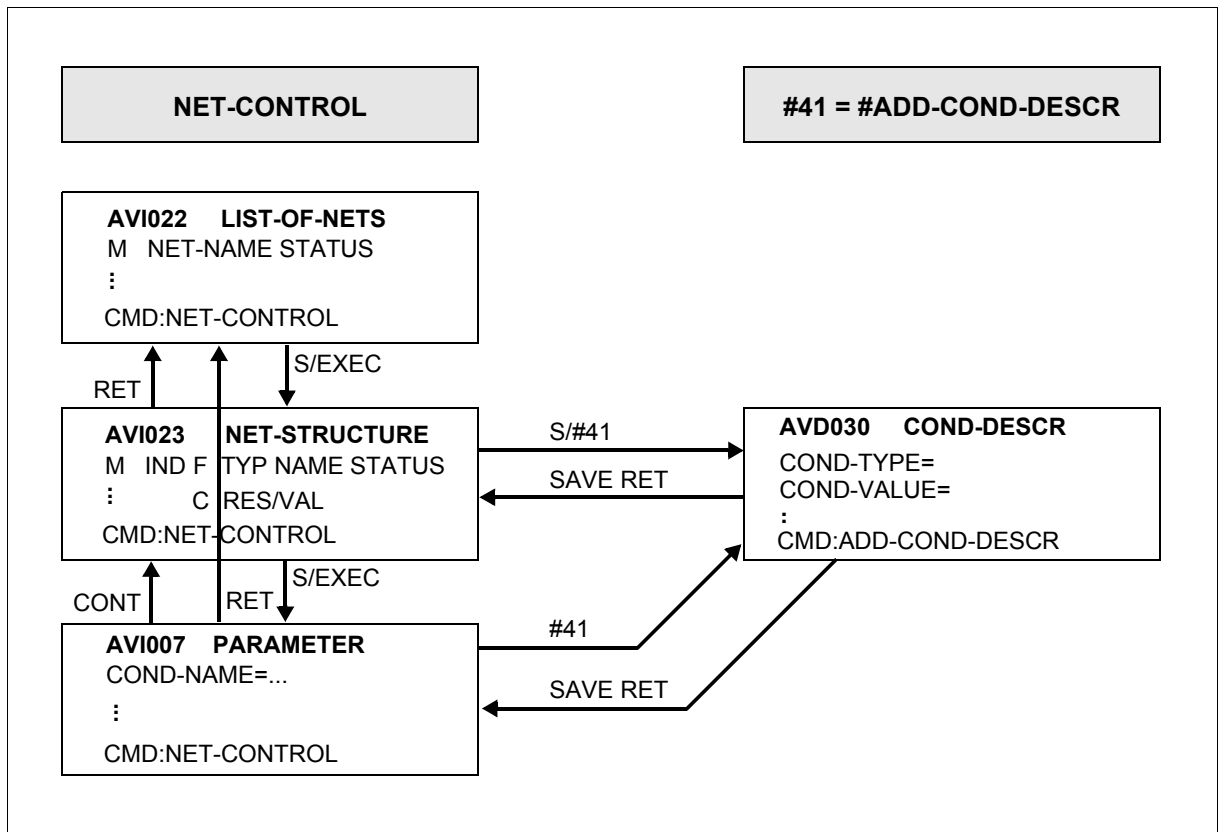 NET-CONTROL
#41 = #ADD-COND-DESCR
AVI022 LIST-OF-NETS
M NET-NAME STATUS
⋮
CMD:NET-CONTROL
RET
S/EXEC
AVI023 NET-STRUCTURE
M IND F TYP NAME STATUS
⋮ C RES/VAL
CMD:NET-CONTROL
S/#41
SAVE RET
AVD030 COND-DESCR
COND-TYPE=
COND-VALUE=
:
CMD:ADD-COND-DESCR
CONT
RET
S/EXEC
AVI007 PARAMETER
COND-NAME=...
⋮
CMD:NET-CONTROL
#41
SAVE RET